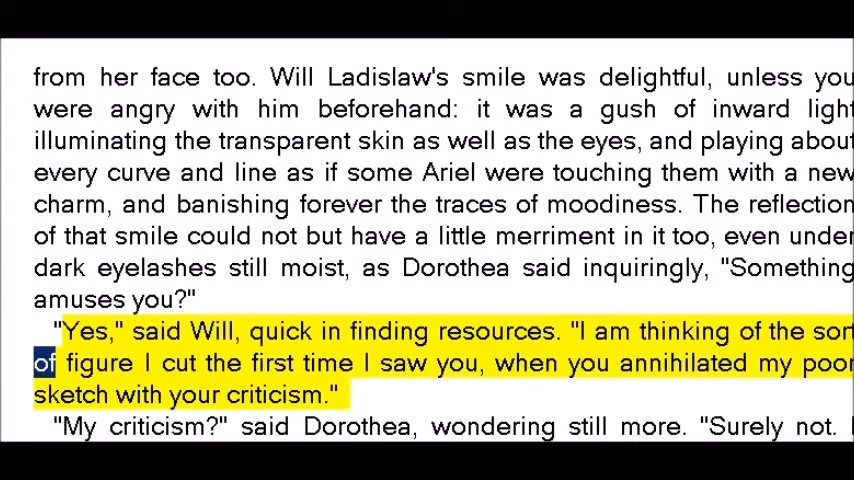 from her face too. Will Ladislaw's smile was delightful, unless you
were angry with him beforehand: it was a gush of inward light
illuminating the transparent skin as well as the eyes, and playing about
every curve and line as if some Ariel were touching them with a new
charm, and banishing forever the traces of moodiness. The reflection
of that smile could not but have a little merriment in it too, even under
dark eyelashes still moist, as Dorothea said inquiringly, "Something
amuses you?"
"Yes," said Will, quick in finding resources. "I am thinking of the sort
of figure I cut the first time I saw you, when you annihilated my poor
sketch with your criticism."
"My criticism?" said Dorothea, wondering still more. "Surely not. I